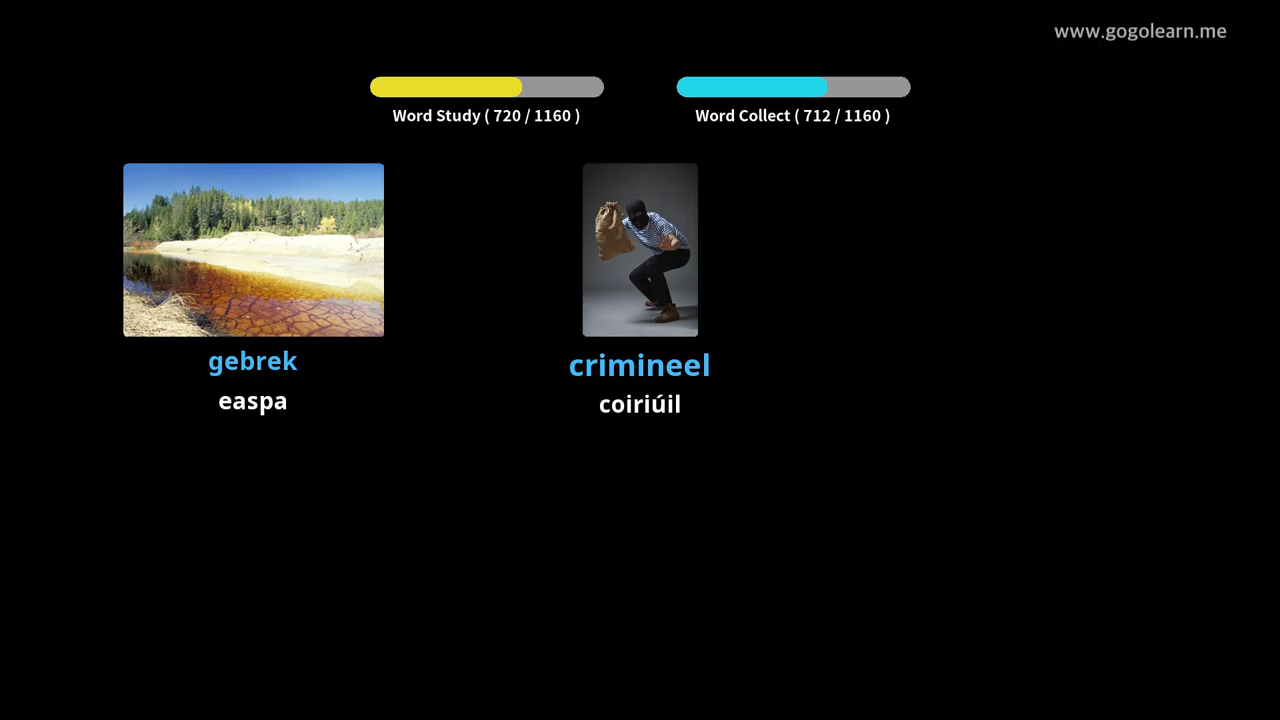 www.gogolearn.me
Word Study ( 720 / 1160 )
Word Collect ( 712 / 1160 )
gebrek
easpa
crimineel
coiriúil